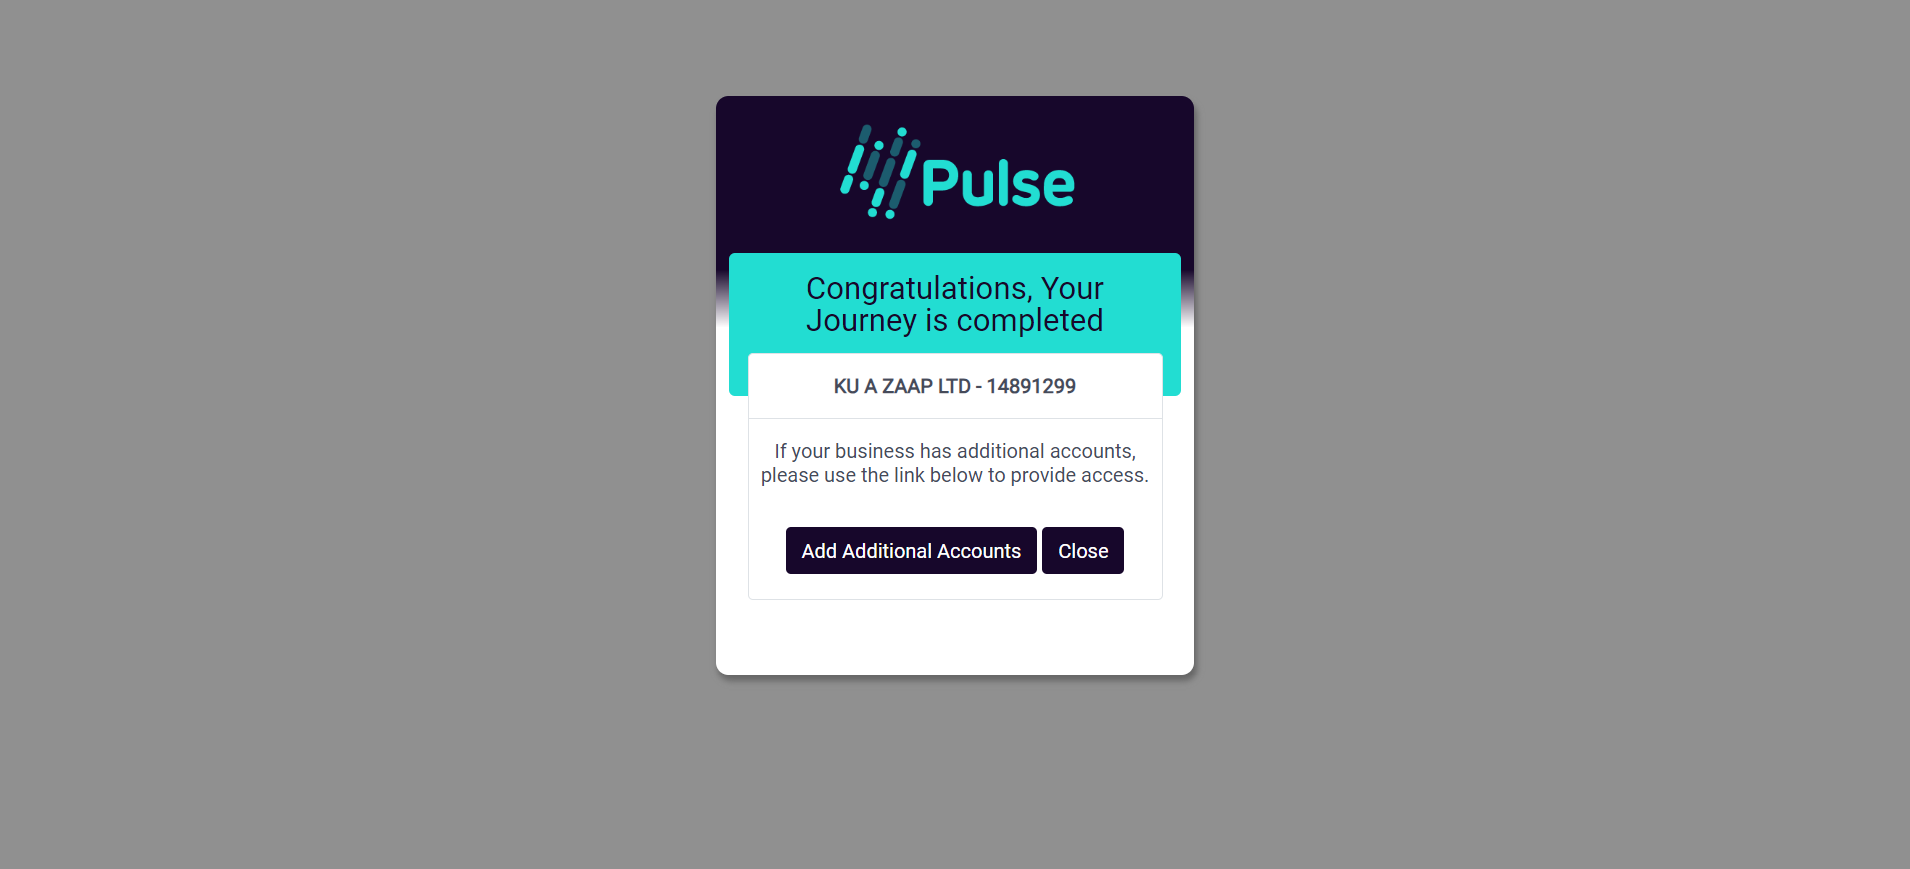 Pulse
Congratulations, Your
Journey is completed
KU A ZAAP LTD - 14891299
If your business has additional accounts,
please use the link below to provide access.
Add Additional Accounts Close